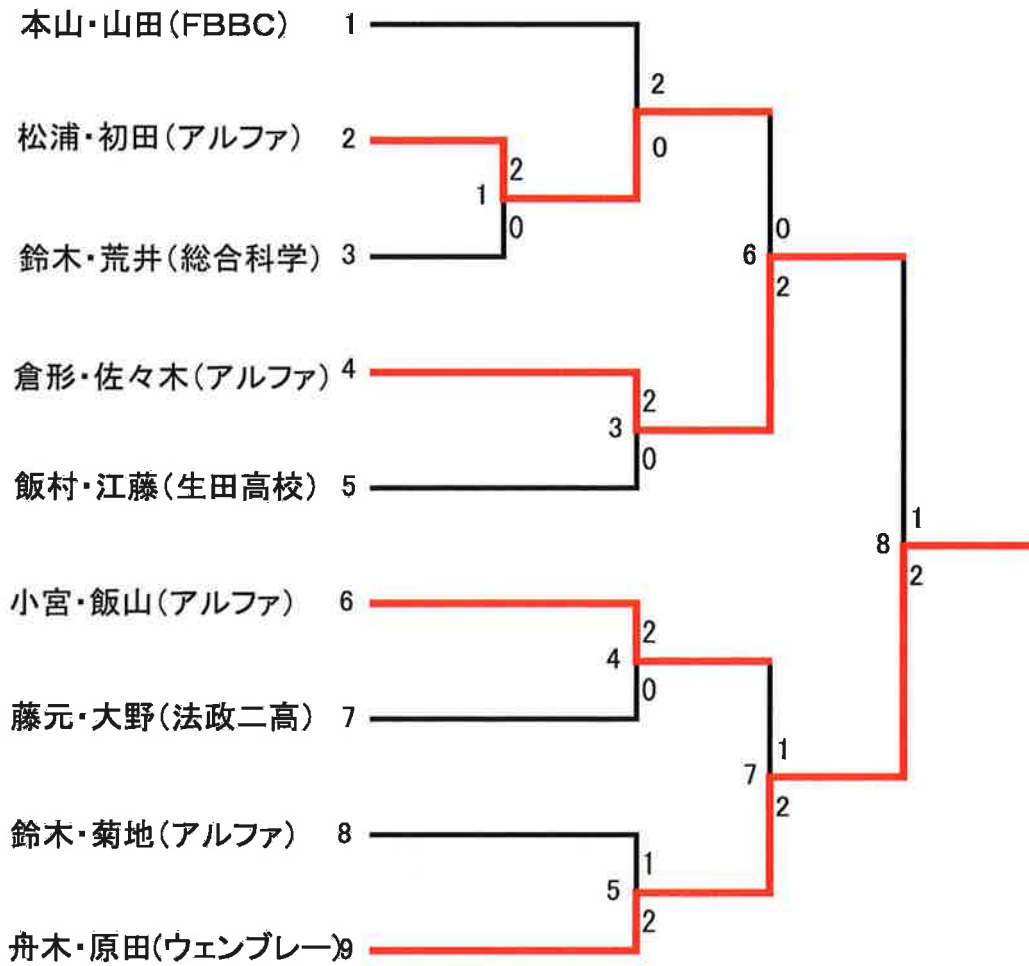 本山・山田(FBBC) 1
2
松浦・初田(アルファ) 2
0
2
1
0
鈴木・荒井(総合科学) 3
0
6
2
倉形・佐々木(アルファ) 4
2
3
0
飯村・江藤(生田高校) 5
1
8
2
小宮・飯山(アルファ) 6
2
4
0
藤元・大野(法政二高) 7
1
7
2
鈴木・菊地(アルファ) 8
1
5
2
舟木・原田(ウェンブレー)9